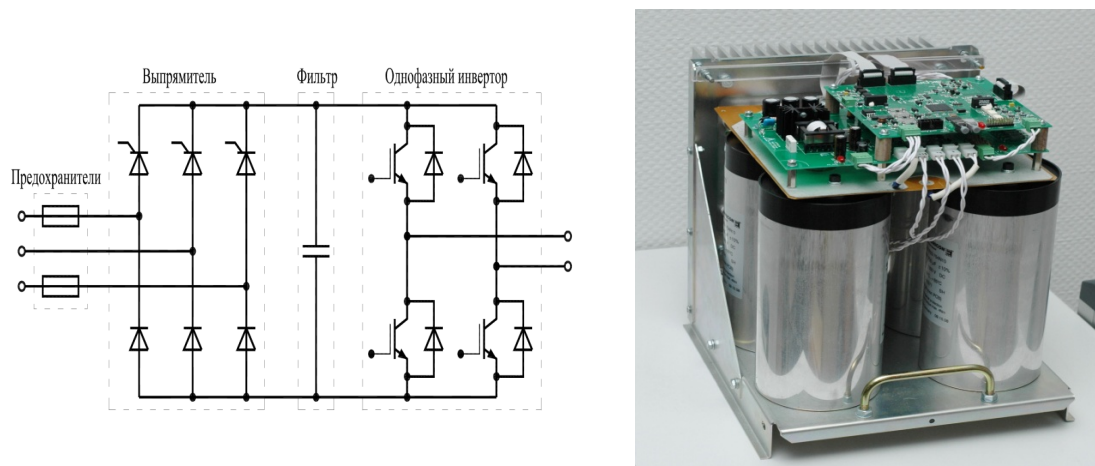 Выпрямитель
Фильтр
Однофазный инвертор
Предохранители